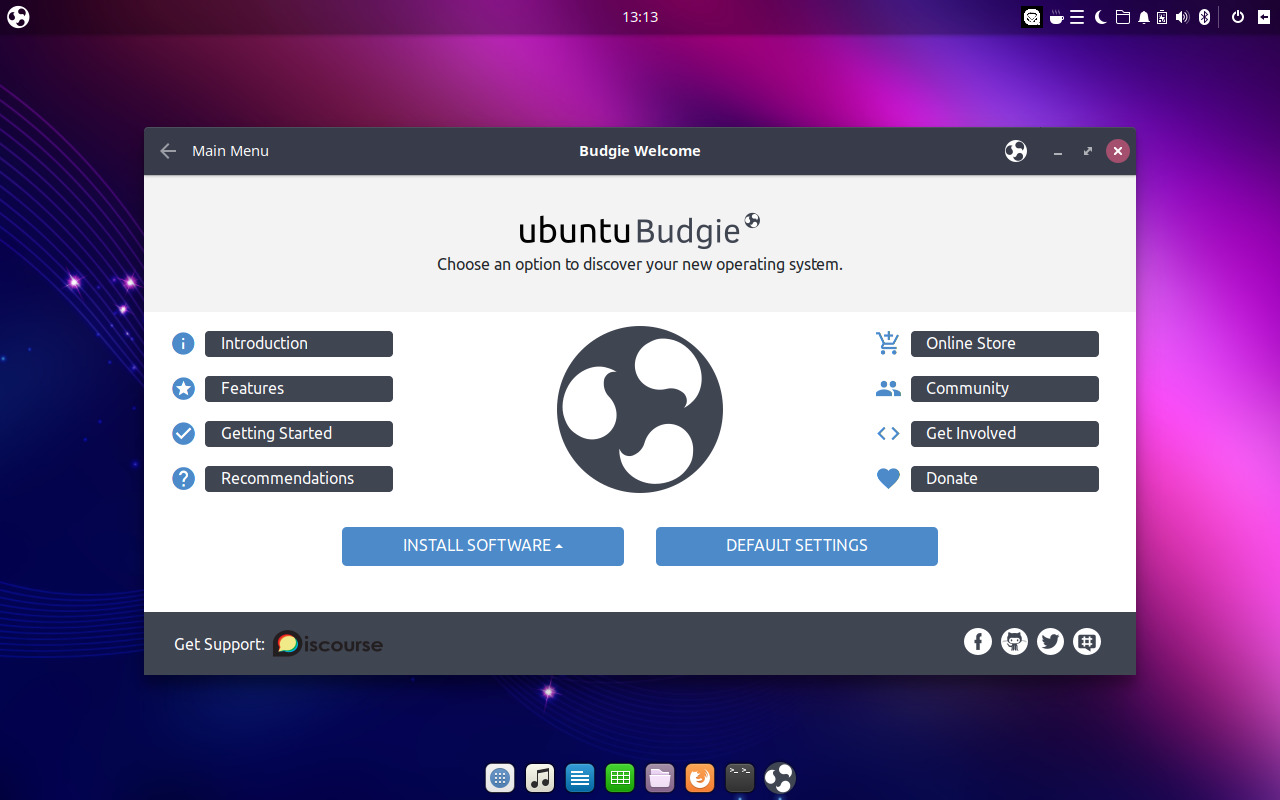 13:13
Main Menu
Budgie Welcome
ubuntu Budgie
Choose an option to discover your new operating system.
Introduction
Features
Getting Started
Recommendations
Online Store
Community
Get Involved
Donate
INSTALL SOFTWARE
DEFAULT SETTINGS
Get Support: iscourse
>_ >_